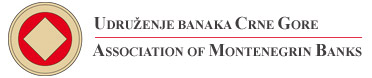 UDRUŽENJE BANAKA CRNE GORE
ASSOCIATION OF MONTENEGRIN BANKS